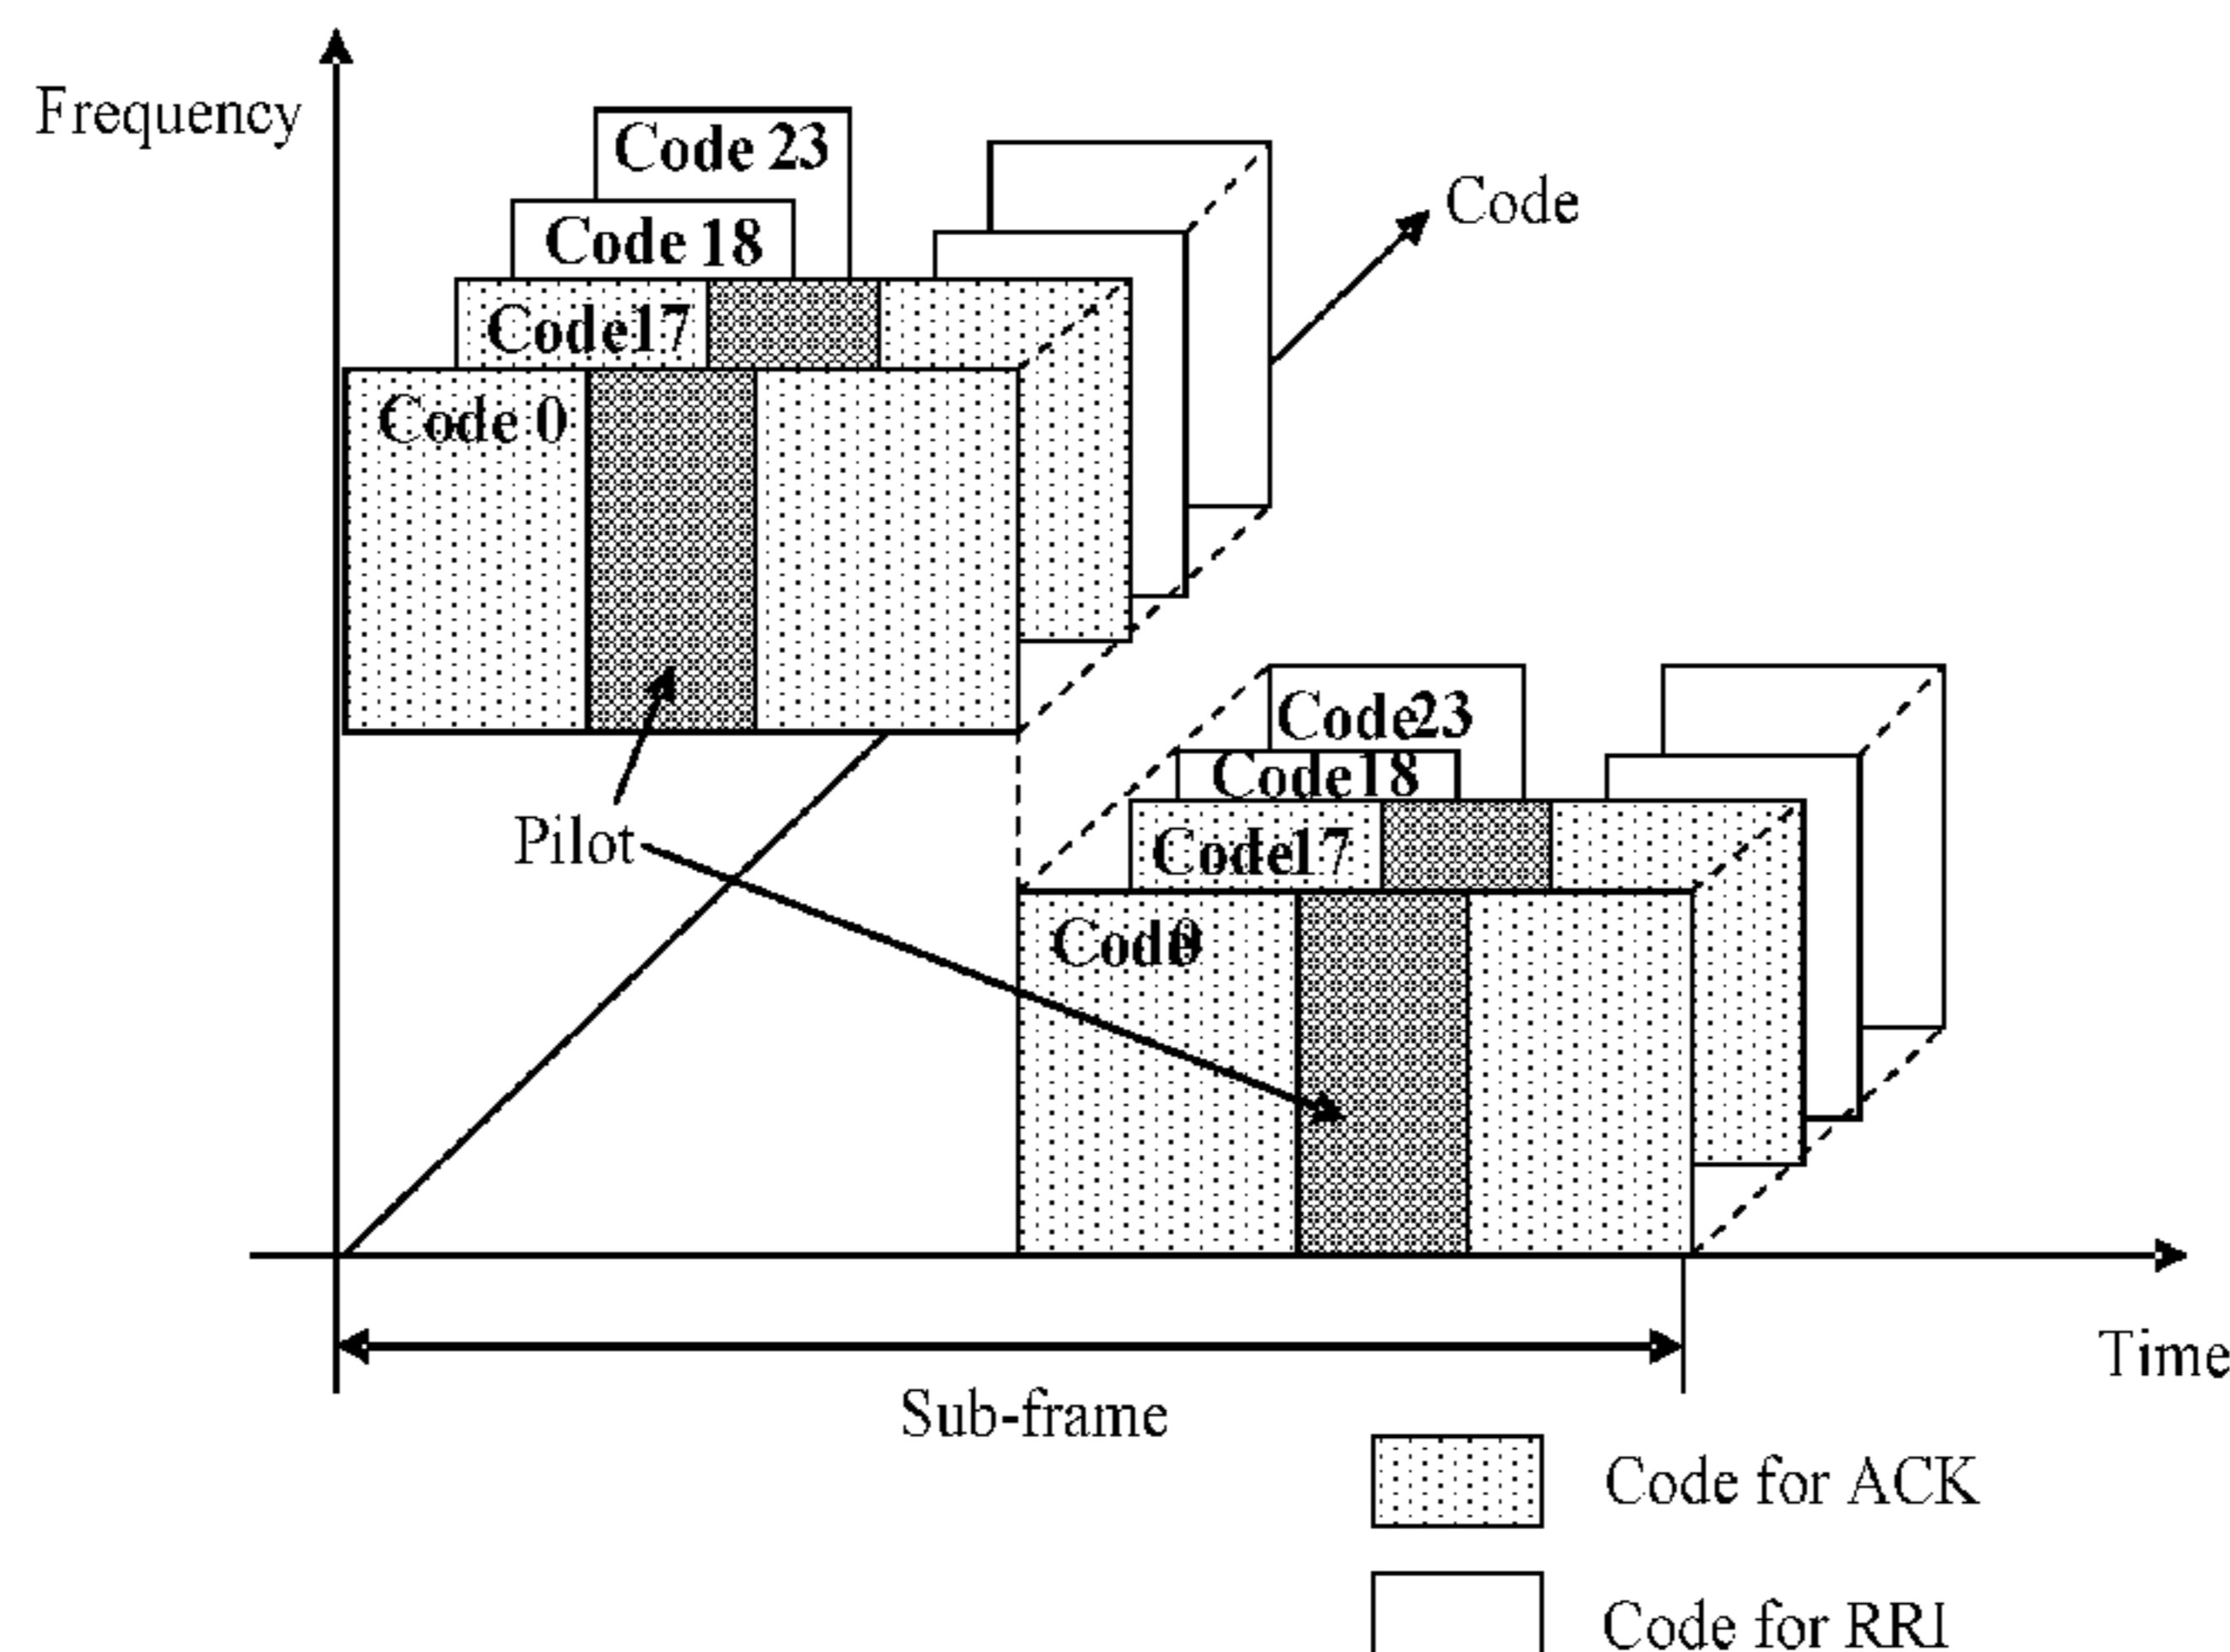 Frequency
Code 23
Code 18
Code
Code17
Code 0
Code23
Code18
Pilot
Code17
Code0
Time
Sub-frame
Code for ACK
Code for RRI